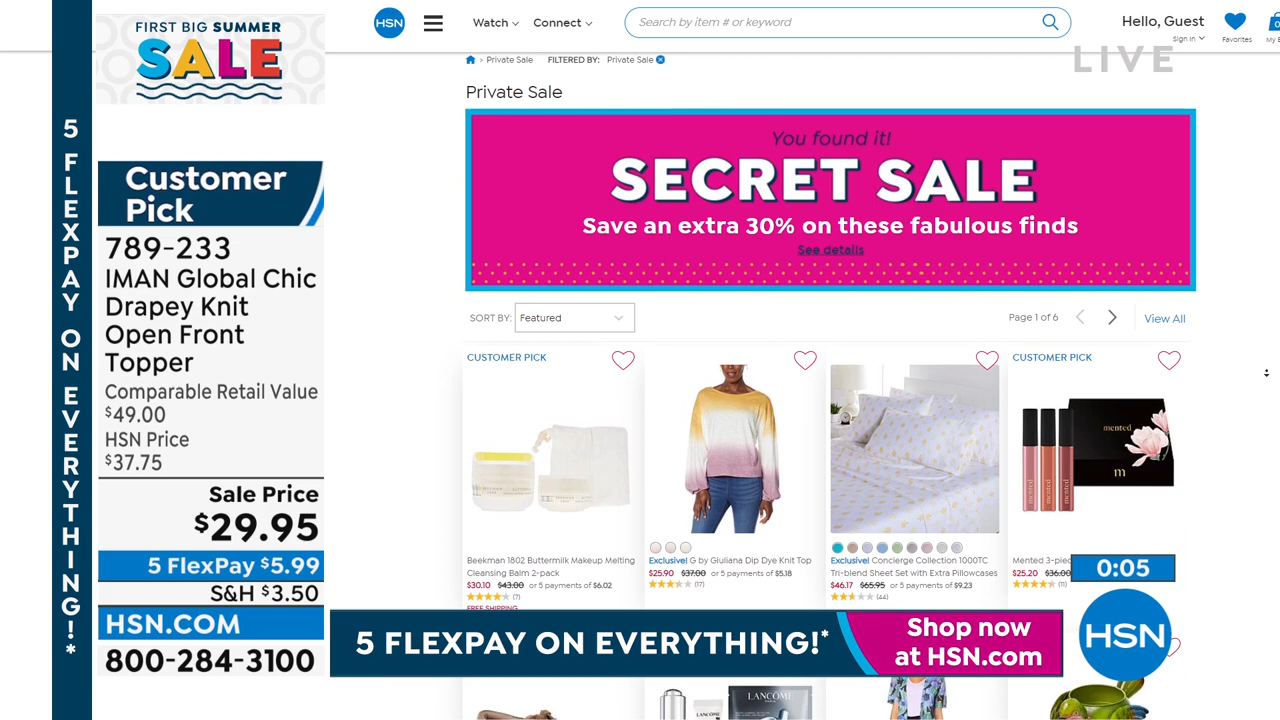 FIRST BIG SUMMER
SALE
5 FLEXPAY ON EVERYTHING!*
Customer
Pick
789-233
IMAN Global Chic
Drapey Knit
Open Front
Topper
Comparable Retail Value
$49.00
HSN Price
$37.75
Sale Price
$29.95
5 FlexPay $5.99
S&H $3.50
HSN.COM
800-284-3100
HSN
Watch
Connect
Search by item # or keyword
Hello, Guest
Sign In
Favorites
My B
0
LIVE
> Private Sale
FILTERED BY:
Private Sale
Private Sale
You found it!
SECRET SALE
Save an extra 30% on these fabulous finds
See details
SORT BY:
Featured
Page 1 of 6
View All
CUSTOMER PICK
Beekman 1802 Buttermilk Makeup Melting
Cleansing Balm 2-pack
$30.10 $43.00 or 5 payments of $6.02
(7)
FREE SHIPPING
Exclusive! G by Giuliana Dip Dye Knit Top
$25.90 $37.00 or 5 payments of $5.18
(17)
Exclusive! Concierge Collection 1000TC
Tri-blend Sheet Set with Extra Pillowcases
$46.17 $65.95 or 5 payments of $9.23
(44)
CUSTOMER PICK
mented
m
Mented 3-piec
$25.20 $36.00
(11)
0:05
5 FLEXPAY ON EVERYTHING!*
Shop now
at HSN.com
HSN
LANCÔME